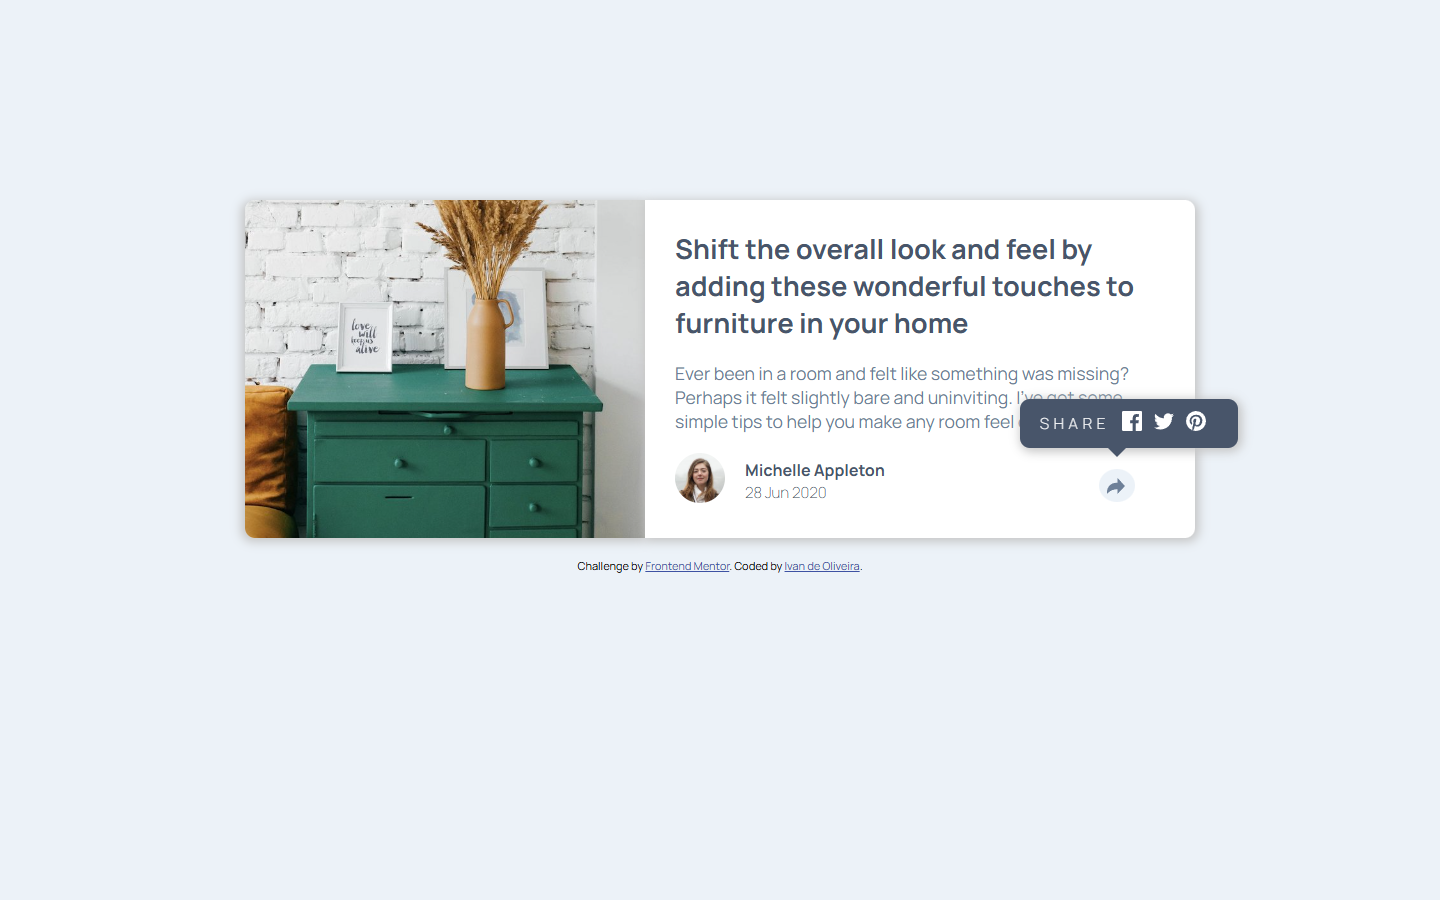 love
will
keep us
alive
Shift the overall look and feel by
adding these wonderful touches to
furniture in your home
Ever been in a room and felt like something was missing?
Perhaps it felt slightly bare and uninviting. I've got some
simple tips to help you make any room feel
SHARE
Michelle Appleton
28 Jun 2020
Challenge by Frontend Mentor. Coded by Ivan de Oliveira.